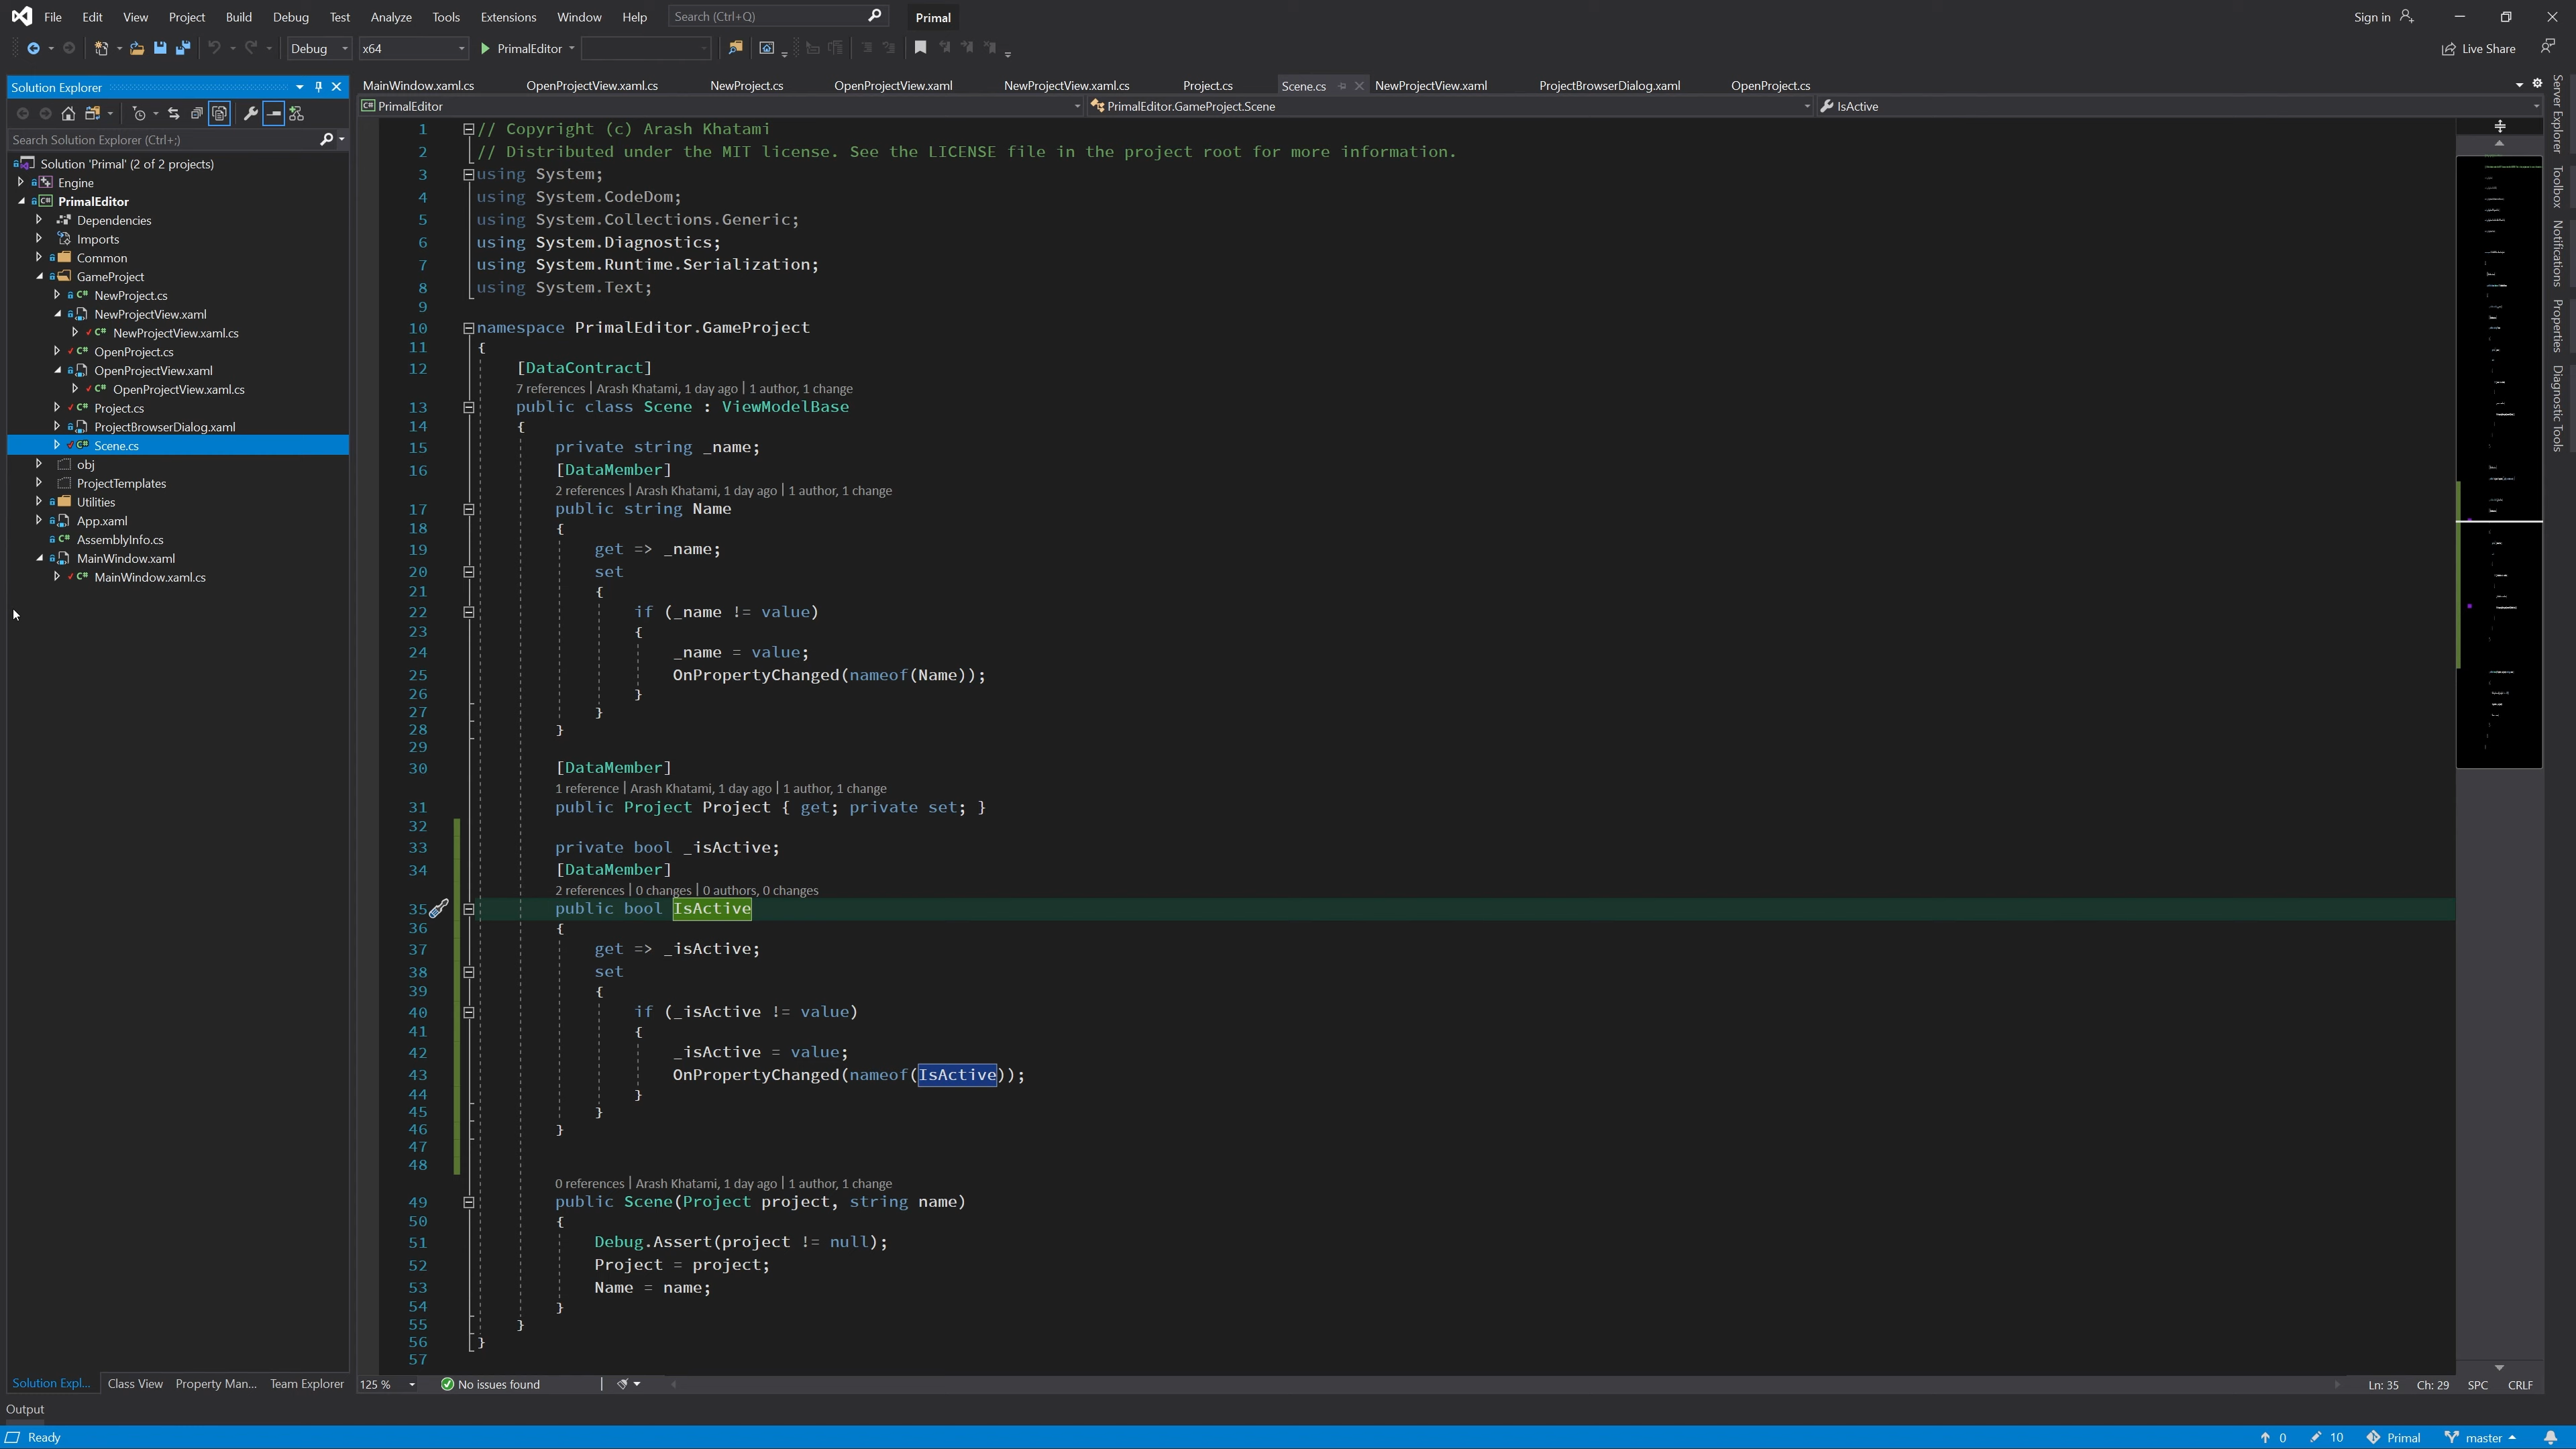 File Edit View Project Build Debug Test Analyze Tools Extensions Window Help Search (Ctrl+Q) Primal Sign in
Debug x64 PrimalEditor Live Share
Solution Explorer
Search Solution Explorer (Ctrl+;)
Solution 'Primal' (2 of 2 projects)
Engine
PrimalEditor
Dependencies
Imports
Common
GameProject
NewProject.cs
NewProjectView.xaml
NewProjectView.xaml.cs
OpenProject.cs
OpenProjectView.xaml
OpenProjectView.xaml.cs
Project.cs
ProjectBrowserDialog.xaml
Scene.cs
obj
ProjectTemplates
Utilities
App.xaml
AssemblyInfo.cs
MainWindow.xaml
MainWindow.xaml.cs
Solution Expl... Class View Property Man... Team Explorer
MainWindow.xaml.cs OpenProjectView.xaml.cs NewProject.cs OpenProjectView.xaml NewProjectView.xaml.cs Project.cs Scene.cs NewProjectView.xaml ProjectBrowserDialog.xaml OpenProject.cs
PrimalEditor PrimalEditor.GameProject.Scene IsActive
1 // Copyright (c) Arash Khatami
2 // Distributed under the MIT license. See the LICENSE file in the project root for more information.
3 using System;
4 using System.CodeDom;
5 using System.Collections.Generic;
6 using System.Diagnostics;
7 using System.Runtime.Serialization;
8 using System.Text;
9
10 namespace PrimalEditor.GameProject
11 {
12 [DataContract]
7 references | Arash Khatami, 1 day ago | 1 author, 1 change
13 public class Scene : ViewModelBase
14 {
15 private string _name;
16 [DataMember]
2 references | Arash Khatami, 1 day ago | 1 author, 1 change
17 public string Name
18 {
19 get => _name;
20 set
21 {
22 if (_name != value)
23 {
24 _name = value;
25 OnPropertyChanged(nameof(Name));
26 }
27 }
28 }
29
30 [DataMember]
1 reference | Arash Khatami, 1 day ago | 1 author, 1 change
31 public Project Project { get; private set; }
32
33 private bool _isActive;
34 [DataMember]
2 references | 0 changes | 0 authors, 0 changes
35 public bool IsActive
36 {
37 get => _isActive;
38 set
39 {
40 if (_isActive != value)
41 {
42 _isActive = value;
43 OnPropertyChanged(nameof(IsActive));
44 }
45 }
46 }
47
48
0 references | Arash Khatami, 1 day ago | 1 author, 1 change
49 public Scene(Project project, string name)
50 {
51 Debug.Assert(project != null);
52 Project = project;
53 Name = name;
54 }
55 }
56 }
57
125 % No issues found Ln: 35 Ch: 29 SPC CRLF
Server Explorer
Toolbox
Notifications
Properties
Diagnostic Tools
Output
Ready 0 10 Primal master